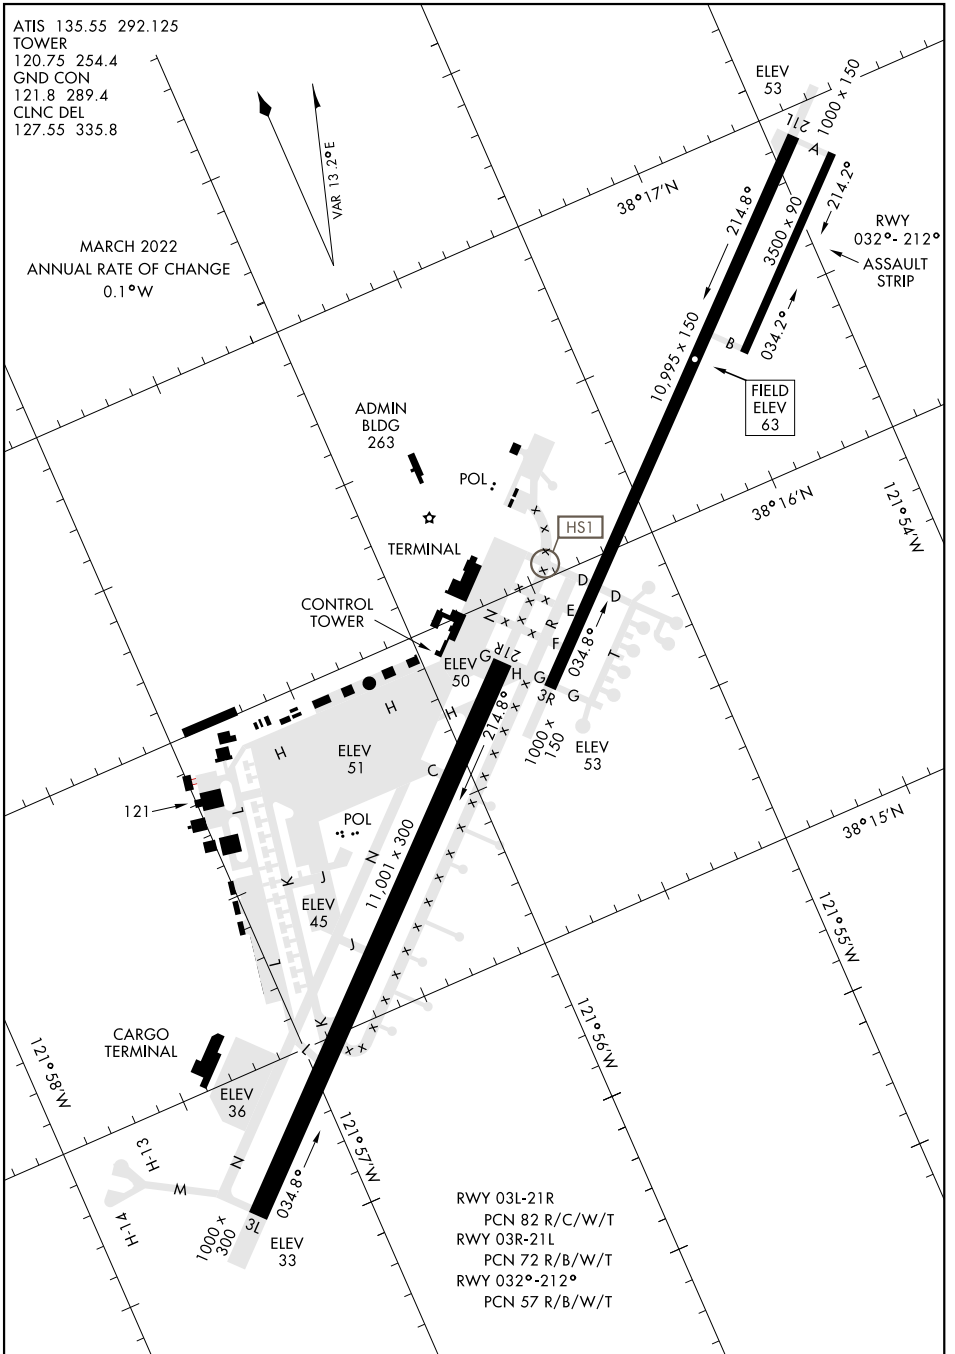 ATIS 135.55 292.125
TOWER
120.75 254.4
GND CON
121.8 289.4
CLNC DEL
127.55 335.8
VAR 13.2°E
MARCH 2022
ANNUAL RATE OF CHANGE
0.1°W
ELEV
53
1000 x 150
21L
A
214.8°
214.2°
3500 x 90
38°17'N
RWY
032°- 212°
ASSAULT
STRIP
B
034.2°
10,995 x 150
FIELD
ELEV
63
ADMIN
BLDG
263
POL
38°16'N
121°54'W
HS1
TERMINAL
D
D
CONTROL
TOWER
N
E
R
F
034.8°
T
21R
G
ELEV
50
H
G
3R
G
214.8°
1000 x
150
ELEV
53
H
H
H
ELEV
51
C
121
L
POL
11,001 x 300
38°15'N
N
K
J
ELEV
45
J
121°55'W
L
K
L
CARGO
TERMINAL
121°58'W
121°56'W
ELEV
36
121°57'W
H-13
N
034.8°
M
H-14
3L
1000 x
300
ELEV
33
RWY 03L-21R
PCN 82 R/C/W/T
RWY 03R-21L
PCN 72 R/B/W/T
RWY 032°-212°
PCN 57 R/B/W/T